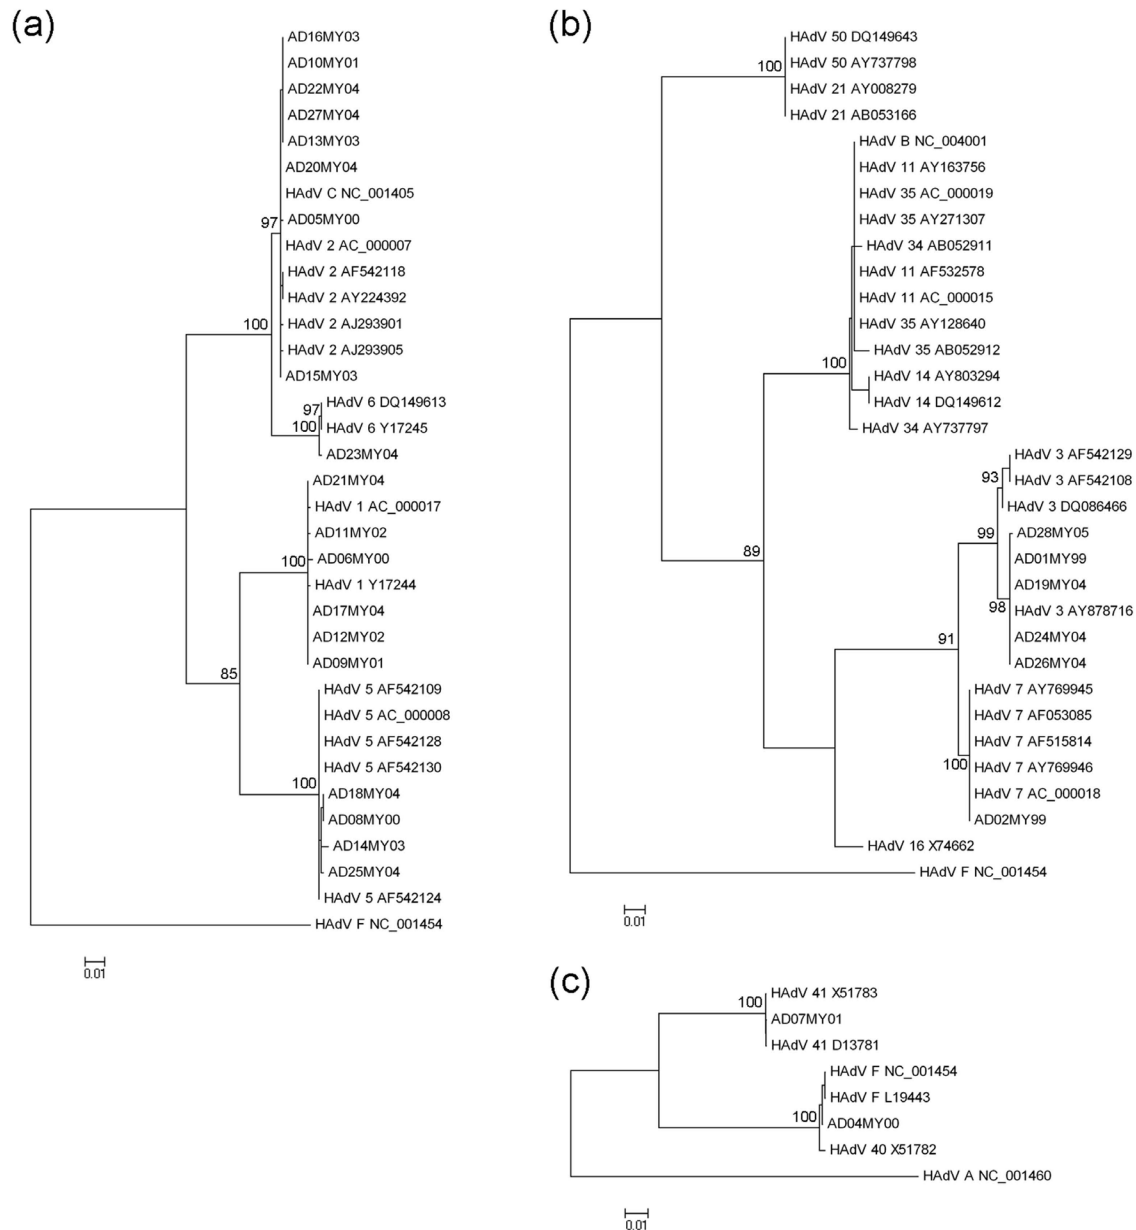 (a)
AD16MY03
AD10MY01
AD22MY04
AD27MY04
AD13MY03
AD20MY04
HAdV C NC_001405
97
AD05MY00
HAdV 2 AC_000007
HAdV 2 AF542118
HAdV 2 AY224392
100
HAdV 2 AJ293901
HAdV 2 AJ293905
AD15MY03
HAdV 6 DQ149613
97
100
HAdV 6 Y17245
AD23MY04
AD21MY04
HAdV 1 AC_000017
AD11MY02
100
AD06MY00
HAdV 1 Y17244
AD17MY04
AD12MY02
AD09MY01
85
HAdV 5 AF542109
HAdV 5 AC_000008
HAdV 5 AF542128
HAdV 5 AF542130
100
AD18MY04
AD08MY00
AD14MY03
AD25MY04
HAdV 5 AF542124
HAdV F NC_001454
0.01
(b)
HAdV 50 DQ149643
100
HAdV 50 AY737798
HAdV 21 AY008279
HAdV 21 AB053166
HAdV B NC_004001
HAdV 11 AY163756
HAdV 35 AC_000019
HAdV 35 AY271307
HAdV 34 AB052911
HAdV 11 AF532578
HAdV 11 AC_000015
HAdV 35 AY128640
HAdV 35 AB052912
100
HAdV 14 AY803294
HAdV 14 DQ149612
HAdV 34 AY737797
HAdV 3 AF542129
93
HAdV 3 AF542108
HAdV 3 DQ086466
99
AD28MY05
89
AD01MY99
AD19MY04
98
HAdV 3 AY878716
AD24MY04
91
AD26MY04
HAdV 7 AY769945
HAdV 7 AF053085
HAdV 7 AF515814
100
HAdV 7 AY769946
HAdV 7 AC_000018
AD02MY99
HAdV 16 X74662
HAdV F NC_001454
0.01
(c)
HAdV 41 X51783
100
AD07MY01
HAdV 41 D13781
HAdV F NC_001454
HAdV F L19443
100
AD04MY00
HAdV 40 X51782
HAdV A NC_001460
0.01